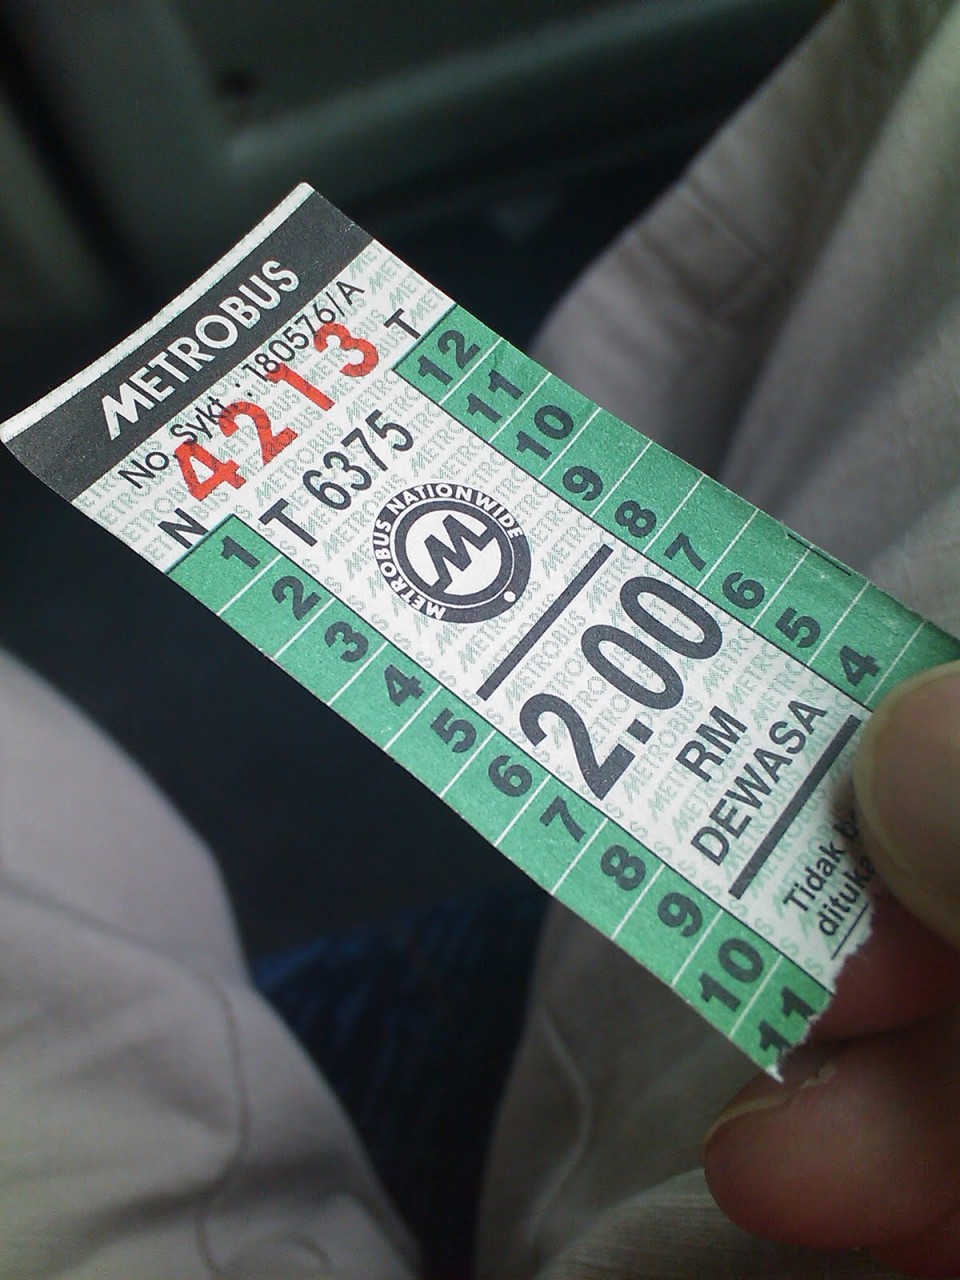 METROBUS
No Sykt.:180576/A
4213
N T
T 6375
METROBUS NATIONWIDE
2.00
RM
DEWASA
Tidak
1 2 3 4 5 6 7 8 9 10 11
12 11 10 9 8 7 6 5 4